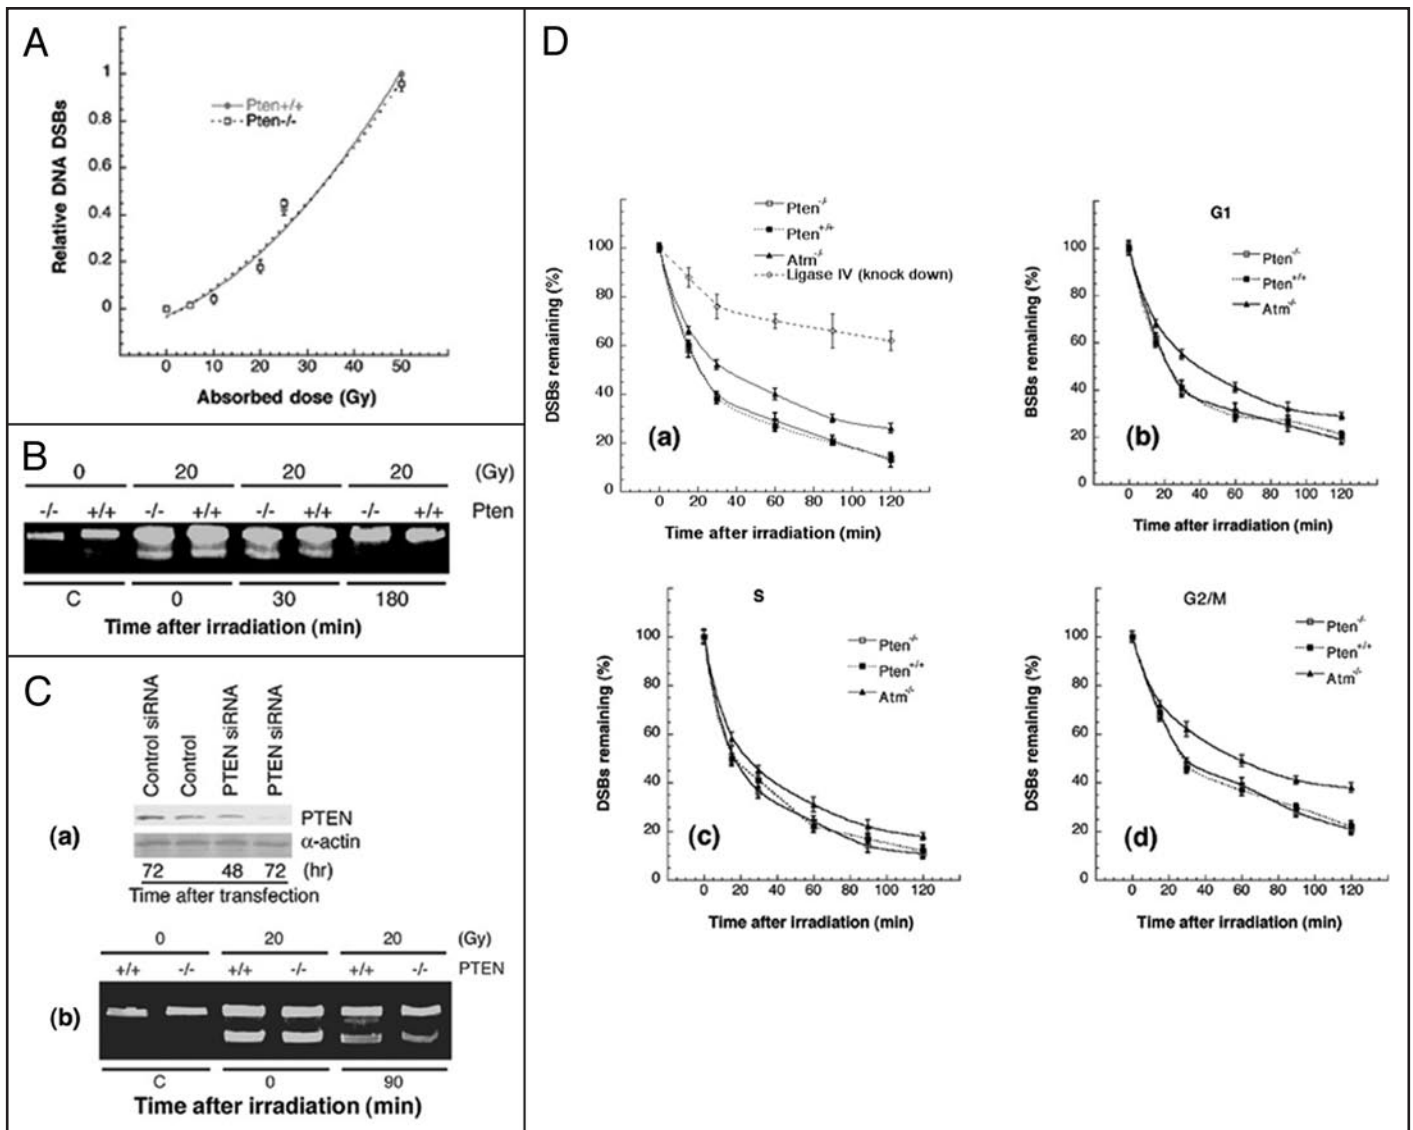 A
Relative DNA DSBs
1
0.8
0.6
0.4
0.2
0
Pten+/+
Pten-/-
0 10 20 30 40 50
Absorbed dose (Gy)
B
0 20 20 20 (Gy)
-/- +/+ -/- +/+ -/- +/+ -/- +/+ Pten
C 0 30 180
Time after irradiation (min)
C
Control siRNA
Control
PTEN siRNA
PTEN siRNA
(a)
PTEN
α-actin
72 48 72 (hr)
Time after transfection
0 20 20 (Gy)
+/+ -/- +/+ -/- +/+ -/- PTEN
(b)
C 0 90
Time after irradiation (min)
D
Pten-/-
Pten+/+
Atm-/-
Ligase IV (knock down)
DSBs remaining (%)
100
80
60
40
20
0
(a)
0 20 40 60 80 100 120
Time after irradiation (min)
G1
Pten-/-
Pten+/+
Atm-/-
BSBs remaining (%)
100
80
60
40
20
0
(b)
0 20 40 60 80 100 120
Time after irradiation (min)
S
Pten-/-
Pten+/+
Atm-/-
DSBs remaining (%)
100
80
60
40
20
0
(c)
0 20 40 60 80 100 120
Time after irradiation (min)
G2/M
Pten-/-
Pten+/+
Atm-/-
DSBs remaining (%)
100
80
60
40
20
0
(d)
0 20 40 60 80 100 120
Time after irradiation (min)